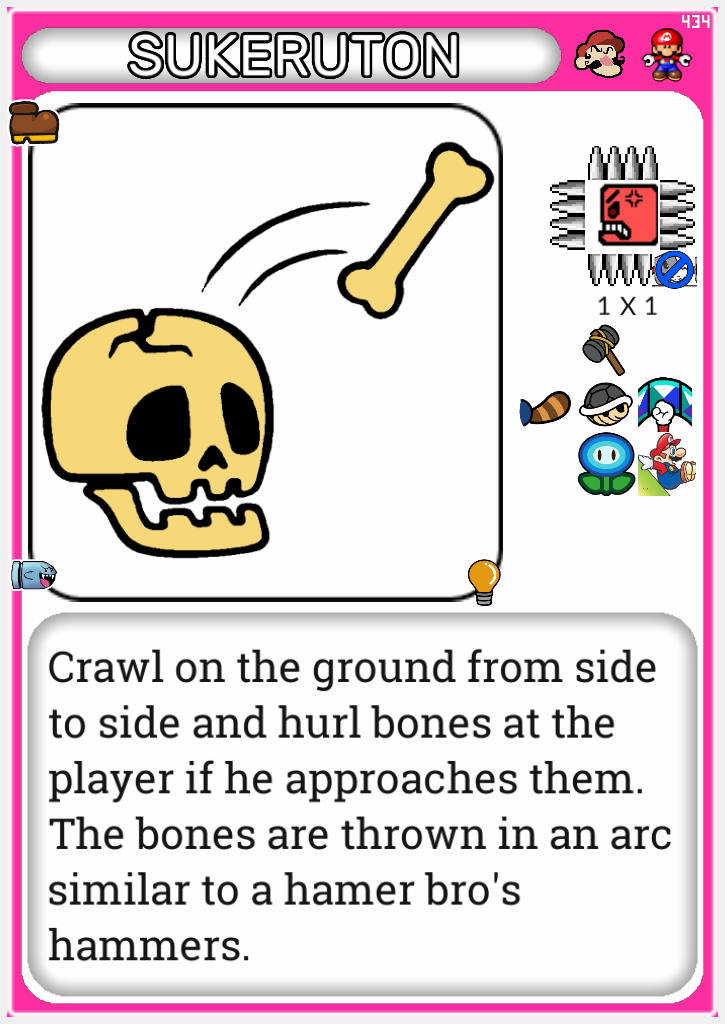 434
SUKERUTON
1 X 1
Crawl on the ground from side
to side and hurl bones at the
player if he approaches them.
The bones are thrown in an arc
similar to a hamer bro's
hammers.